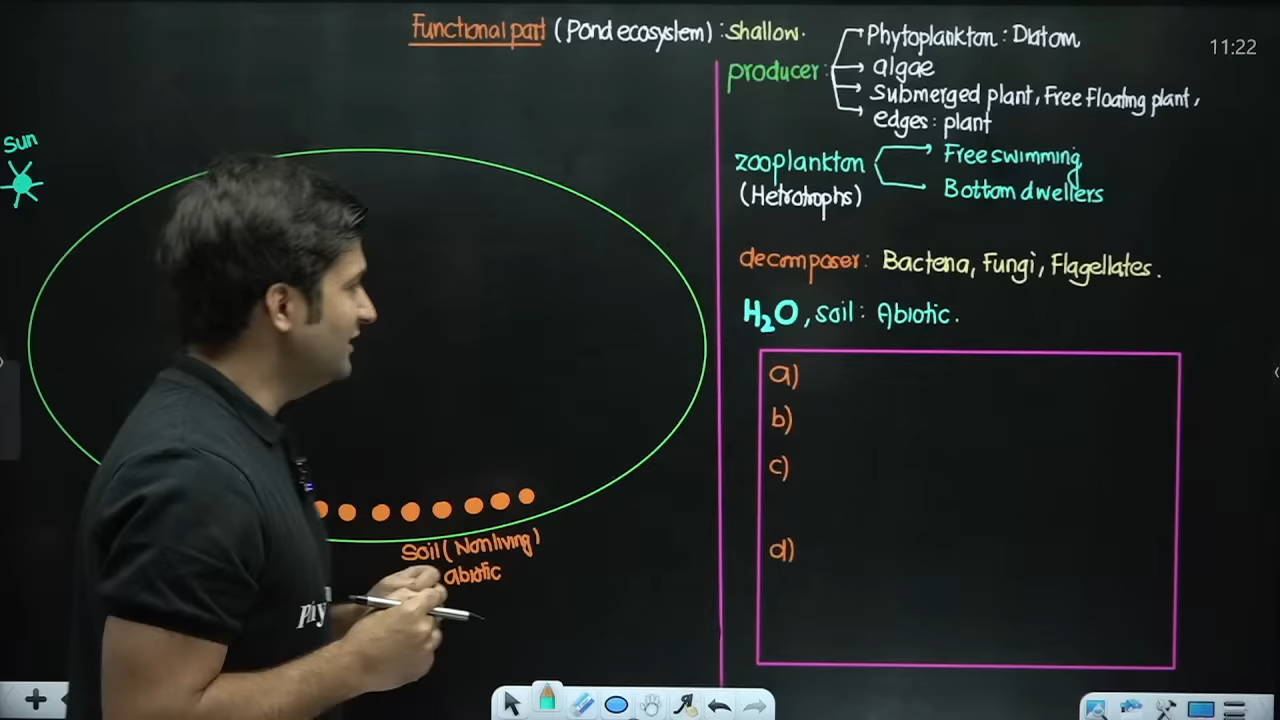 Functional part (Pond ecosystem) : shallow.
11:22
producer : Phytoplankton : Diatom
algae
submerged plant, Free Floating plant,
edges : plant
Sun
zooplankton Free swimming
(Hetrotrophs) Bottom dwellers
decomposer : Bacteria, Fungi, Flagellates.
H₂O, soil : Abiotic.
a)
b)
c)
d)
Soil (Nonliving)
abiotic